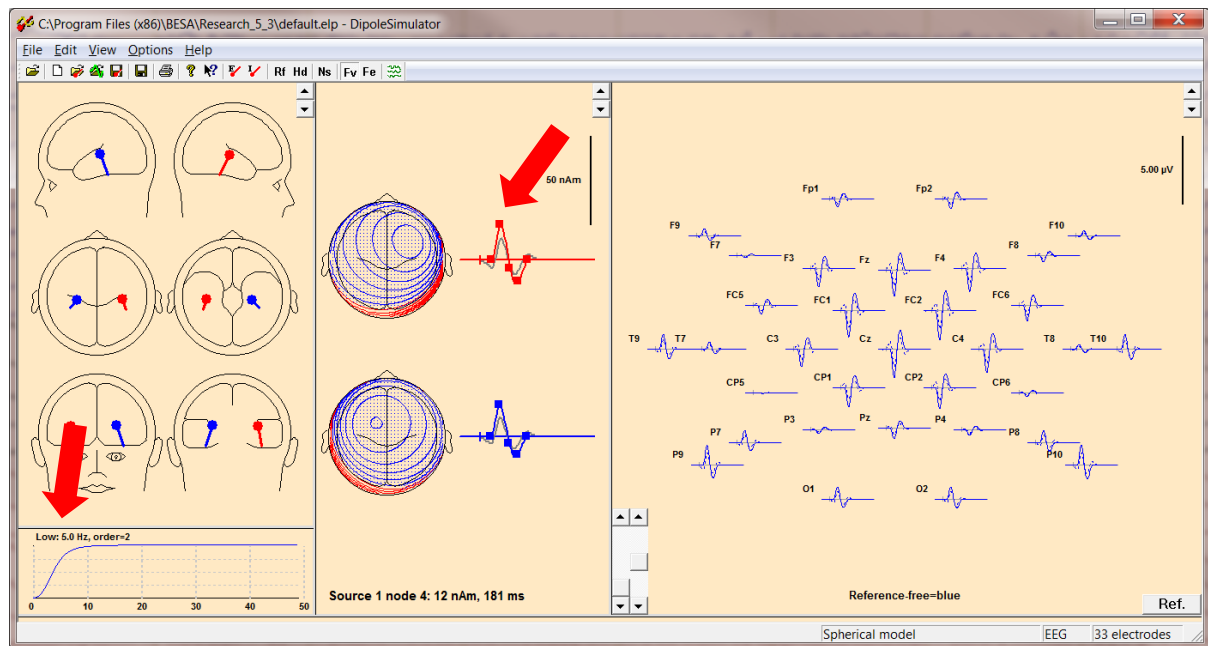 C:\Program Files (x86)\BESA\Research_5_3\default.elp - DipoleSimulator
File Edit View Options Help
Rf Hd Ns Fv Fe
50 nAm
5.00 µV
Fp1 Fp2
F9 F10
F7 F8
F3 Fz F4
FC5 FC1 FC2 FC6
T9 T7 C3 Cz C4 T8 T10
CP5 CP1 CP2 CP6
P3 Pz P4
P7 P8
P9 P10
O1 O2
Low: 5.0 Hz, order=2
0 10 20 30 40 50
Source 1 node 4: 12 nAm, 181 ms
Reference-free=blue
Ref.
Spherical model EEG 33 electrodes